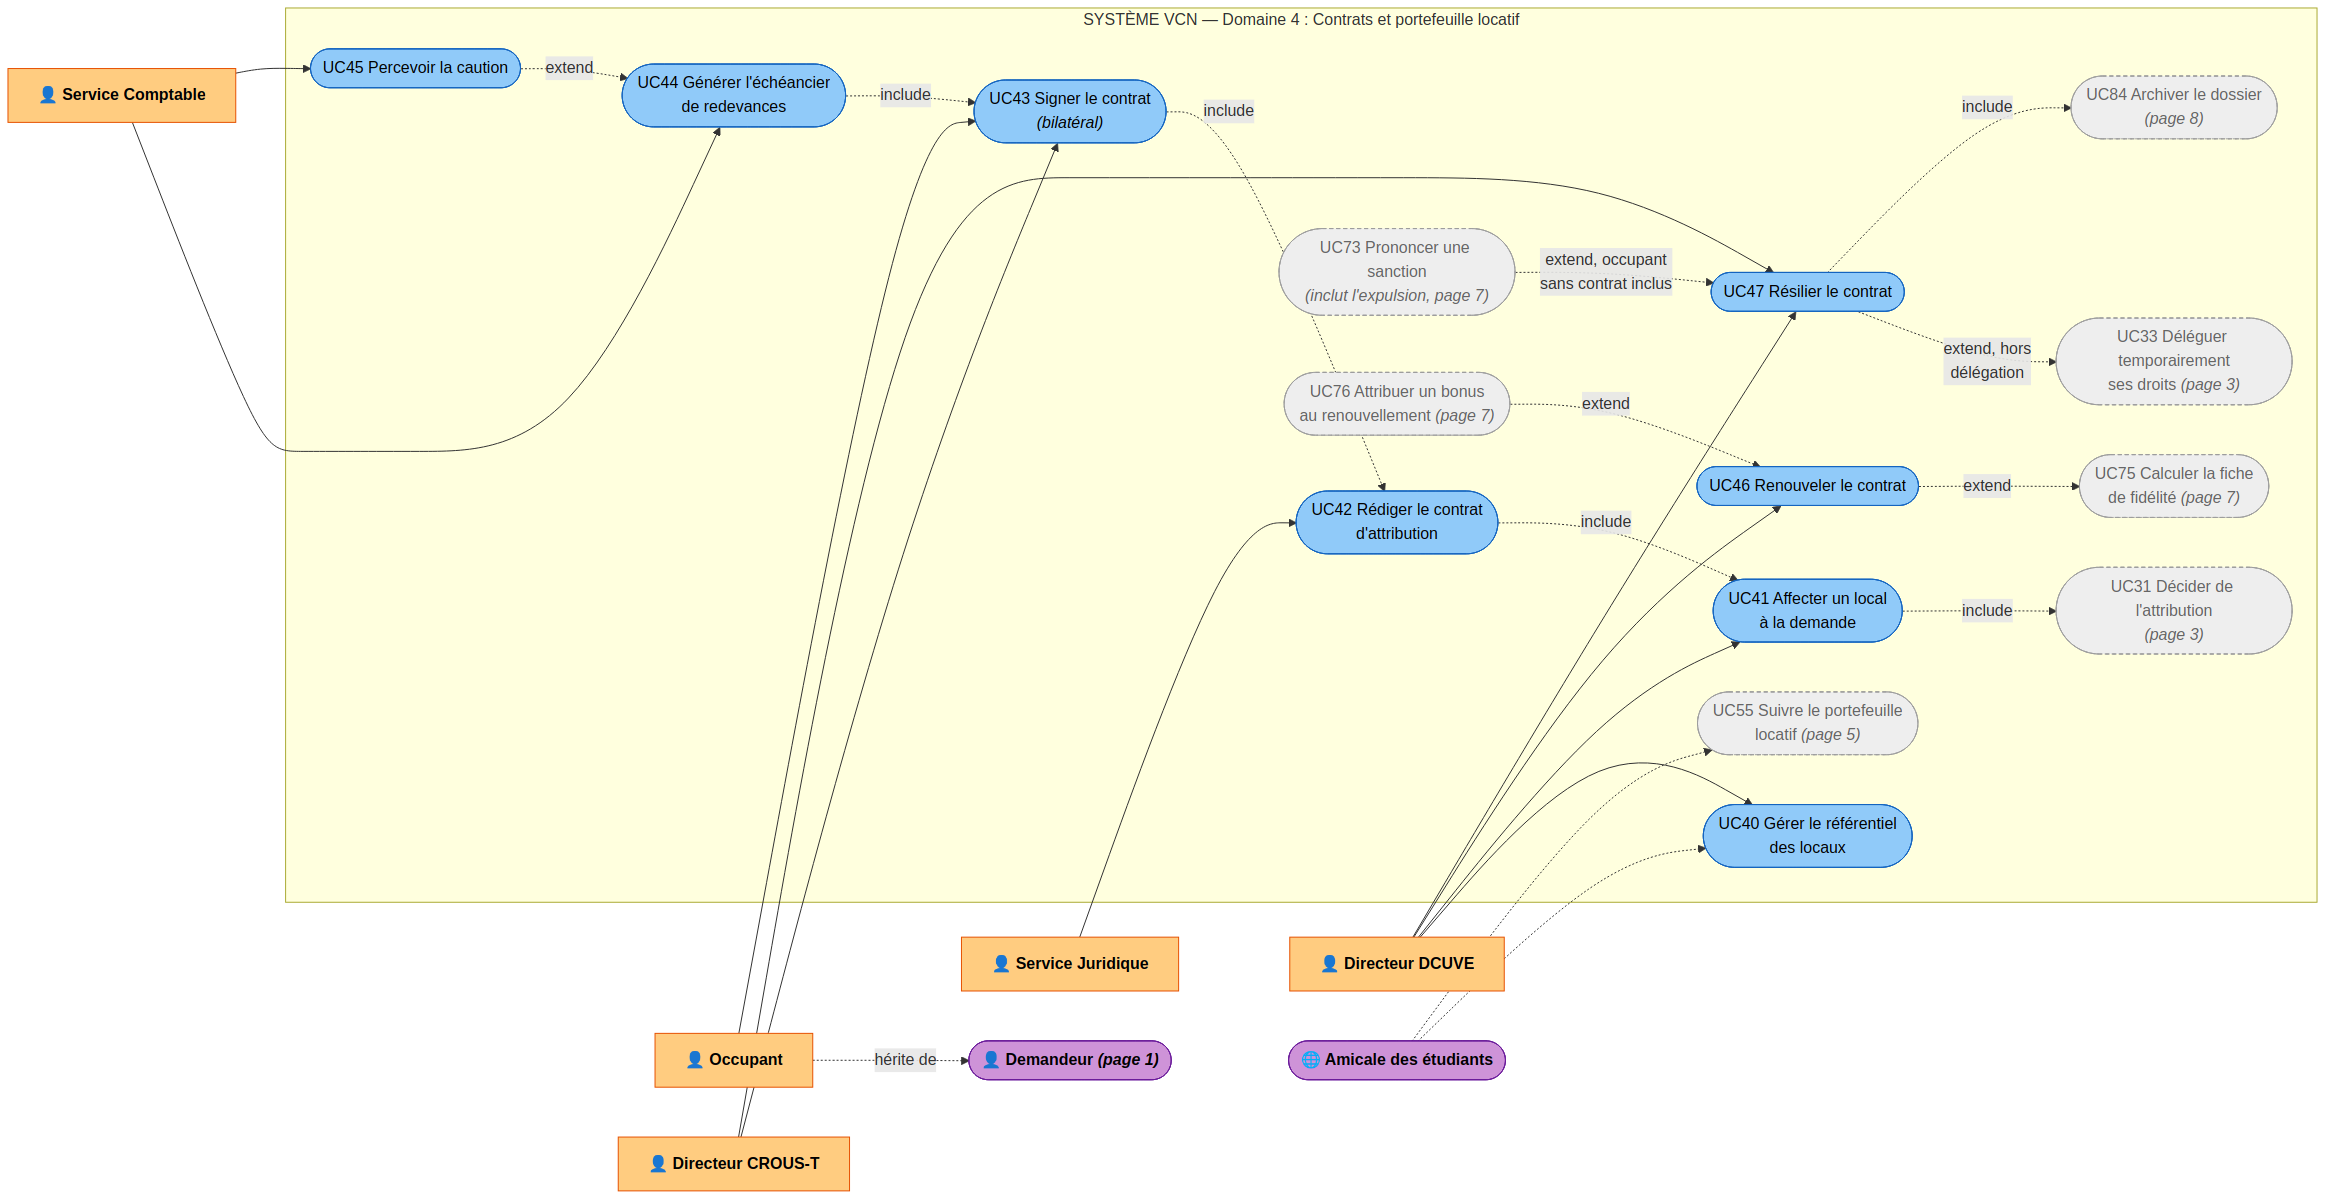 SYSTÈME VCN — Domaine 4 : Contrats et portefeuille locatif
👤 Service Comptable
UC45 Percevoir la caution
extend
UC44 Générer l'échéancier
de redevances
include
UC43 Signer le contrat
(bilatéral)
include
include
UC84 Archiver le dossier
(page 8)
UC73 Prononcer une
sanction
(inclut l'expulsion, page 7)
extend, occupant
sans contrat inclus
UC47 Résilier le contrat
extend, hors
délégation
UC33 Déléguer
temporairement
ses droits (page 3)
UC76 Attribuer un bonus
au renouvellement (page 7)
extend
UC46 Renouveler le contrat
extend
UC75 Calculer la fiche
de fidélité (page 7)
UC42 Rédiger le contrat
d'attribution
include
UC41 Affecter un local
à la demande
include
UC31 Décider de
l'attribution
(page 3)
UC55 Suivre le portefeuille
locatif (page 5)
UC40 Gérer le référentiel
des locaux
👤 Service Juridique
👤 Directeur DCUVE
👤 Occupant
hérite de
👤 Demandeur (page 1)
🌐 Amicale des étudiants
👤 Directeur CROUS-T